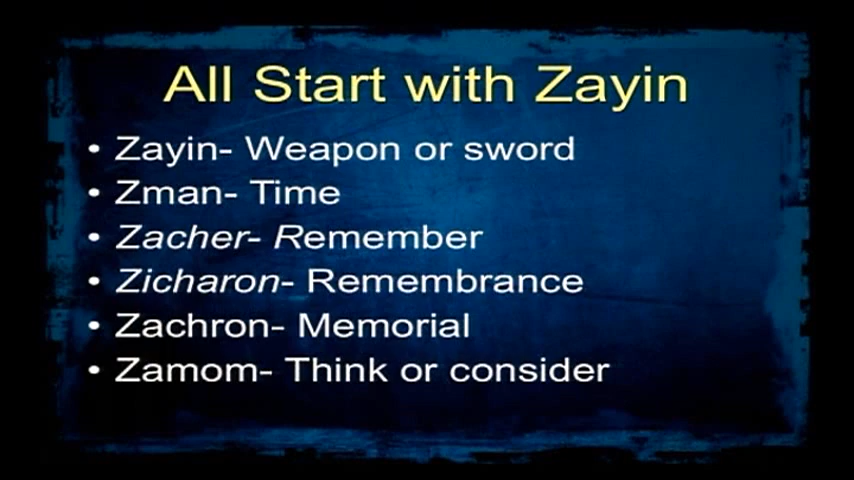 All Start with Zayin
• Zayin- Weapon or sword
• Zman- Time
• Zacher- Remember
• Zicharon- Remembrance
• Zachron- Memorial
• Zamom- Think or consider